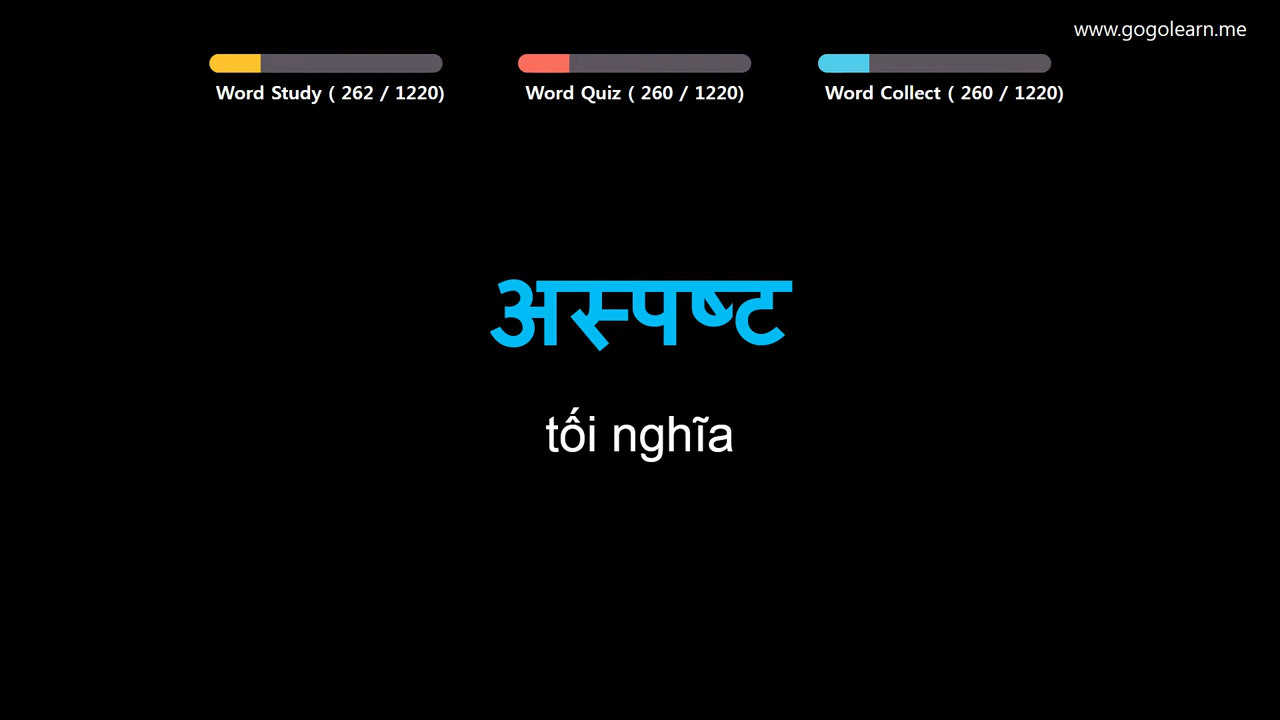 www.gogolearn.me
Word Study ( 262 / 1220)
Word Quiz ( 260 / 1220)
Word Collect ( 260 / 1220)
अस्पष्ट
tối nghĩa